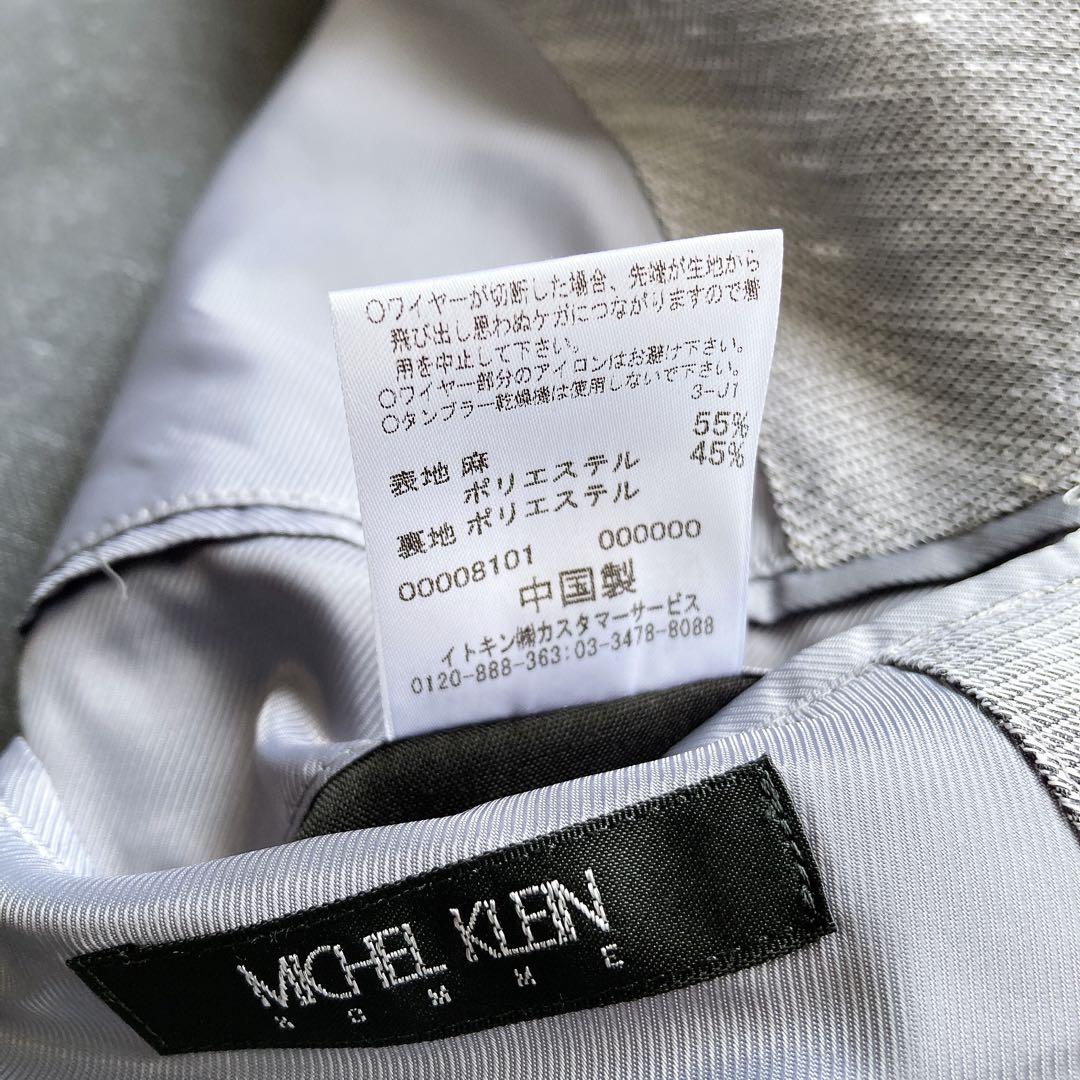 ○ワイヤーが切断した場合、先端が生地から
飛び出し思わぬケガにつながりますので着
用を中止して下さい。
○ワイヤー部分のアイロンはお避け下さい。
○タンブラー乾燥機は使用しないで下さい。
3-J1
表地 麻 55%
ポリエステル 45%
裏地 ポリエステル
00008101 000000
中国製
イトキン㈱カスタマーサービス
0120-888-363:03-3478-8088
MICHEL KLEIN
HOMME